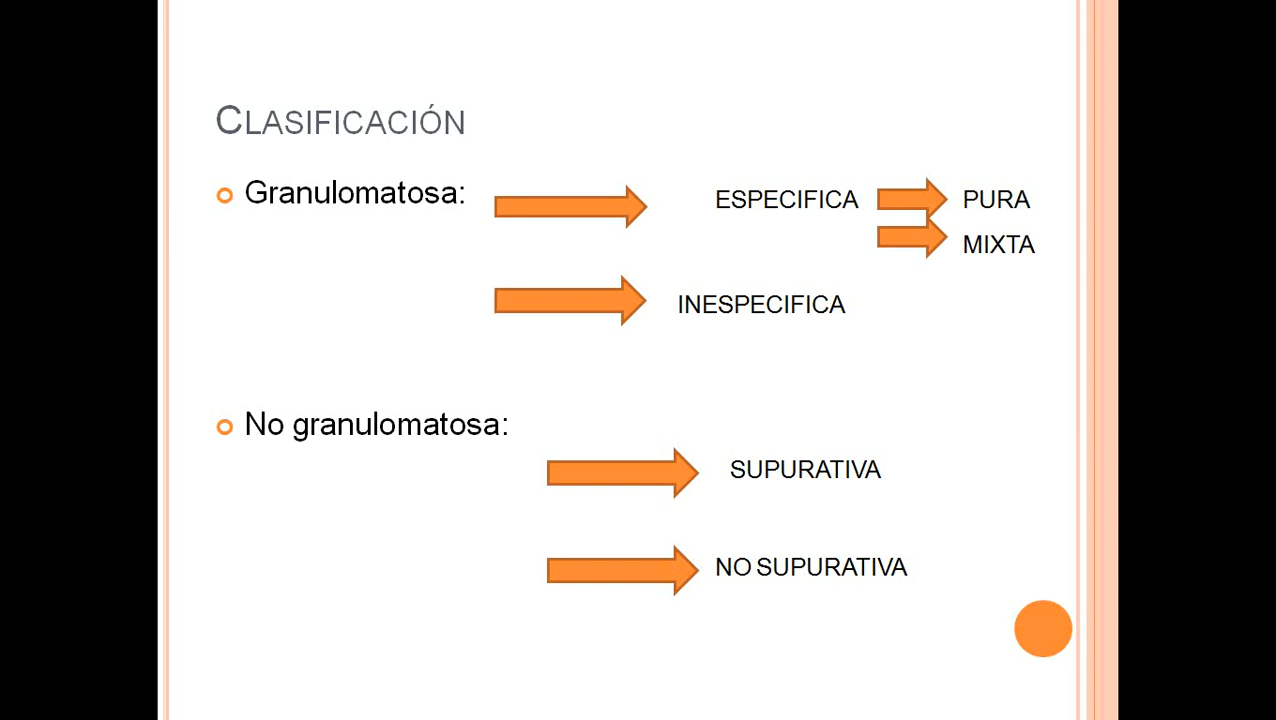 CLASIFICACIÓN
Granulomatosa:
ESPECIFICA
PURA
MIXTA
INESPECIFICA
No granulomatosa:
SUPURATIVA
NO SUPURATIVA